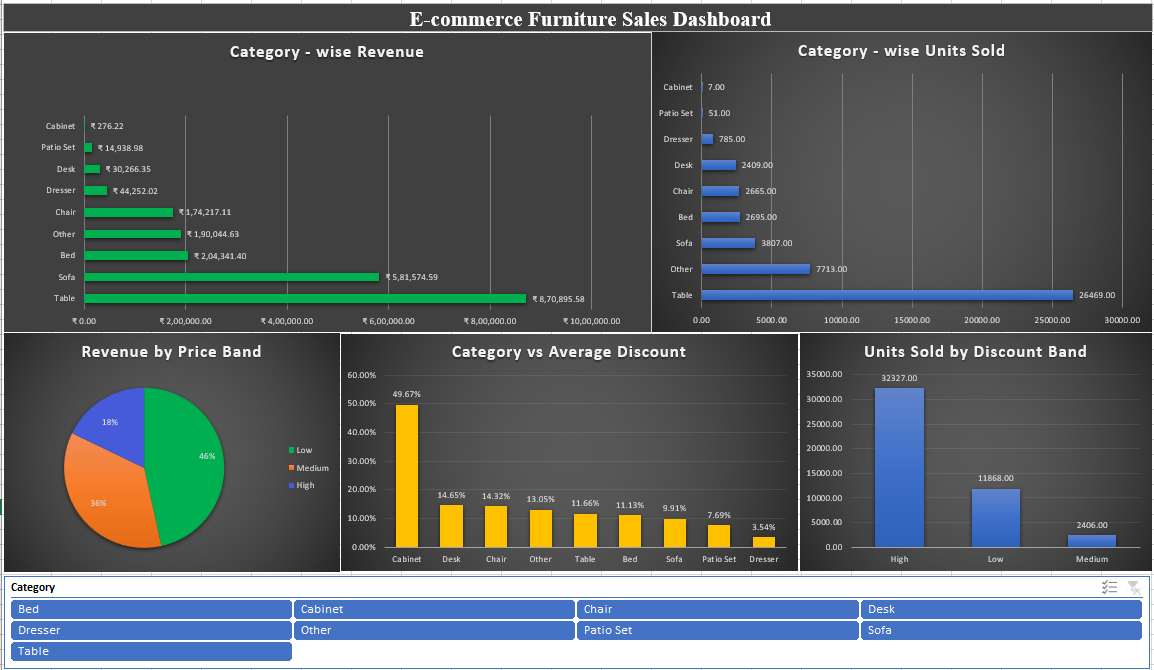 E-commerce Furniture Sales Dashboard
Category - wise Revenue
Cabinet ₹ 276.22
Patio Set ₹ 14,938.98
Desk ₹ 30,266.35
Dresser ₹ 44,252.02
Chair ₹ 1,74,217.11
Other ₹ 1,90,044.63
Bed ₹ 2,04,341.40
Sofa ₹ 5,81,574.59
Table ₹ 8,70,895.58
₹ 0.00 ₹ 2,00,000.00 ₹ 4,00,000.00 ₹ 6,00,000.00 ₹ 8,00,000.00 ₹ 10,00,000.00
Category - wise Units Sold
Cabinet 7.00
Patio Set 51.00
Dresser 785.00
Desk 2409.00
Chair 2665.00
Bed 2695.00
Sofa 3807.00
Other 7713.00
Table 26469.00
0.00 5000.00 10000.00 15000.00 20000.00 25000.00 30000.00
Revenue by Price Band
18%
46%
36%
Low
Medium
High
Category vs Average Discount
60.00%
50.00%
40.00%
30.00%
20.00%
10.00%
0.00%
49.67% 14.65% 14.32% 13.05% 11.66% 11.13% 9.91% 7.69% 3.54%
Cabinet Desk Chair Other Table Bed Sofa Patio Set Dresser
Units Sold by Discount Band
35000.00
30000.00
25000.00
20000.00
15000.00
10000.00
5000.00
0.00
32327.00 11868.00 2406.00
High Low Medium
Category
Bed Cabinet Chair Desk
Dresser Other Patio Set Sofa
Table